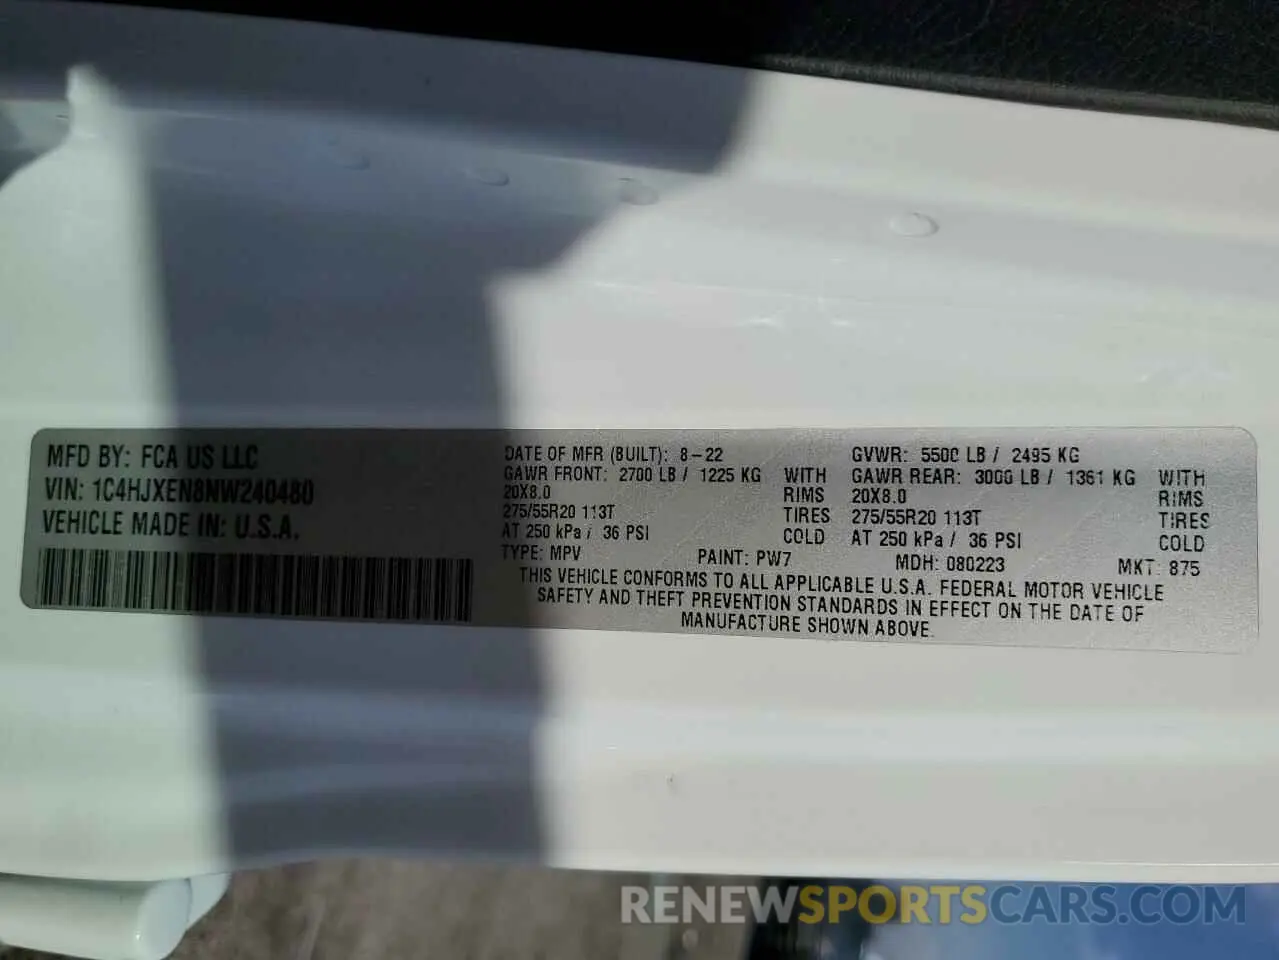 MFD BY: FCA US LLC
VIN: 1C4HJXEN8NW240480
VEHICLE MADE IN: U.S.A.
DATE OF MFR (BUILT): 8-22 GVWR: 5500 LB / 2495 KG
GAWR FRONT: 2700 LB / 1225 KG WITH GAWR REAR: 3000 LB / 1361 KG WITH
20X8.0 RIMS 20X8.0 RIMS
275/55R20 113T TIRES 275/55R20 113T TIRES
AT 250 kPa / 36 PSI COLD AT 250 kPa / 36 PSI COLD
TYPE: MPV PAINT: PW7 MDH: 080223 MKT: 875
THIS VEHICLE CONFORMS TO ALL APPLICABLE U.S.A. FEDERAL MOTOR VEHICLE
SAFETY AND THEFT PREVENTION STANDARDS IN EFFECT ON THE DATE OF
MANUFACTURE SHOWN ABOVE.
RENEWSPORTSCARS.COM